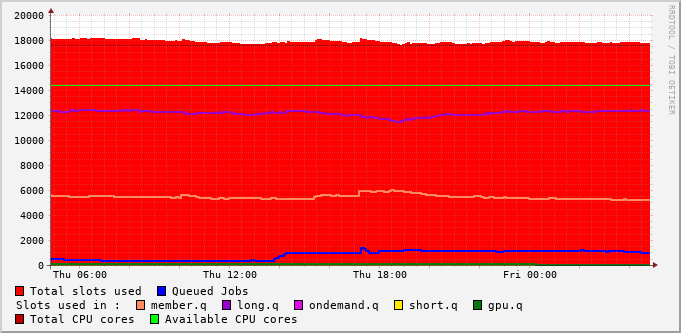 20000
18000
16000
14000
12000
10000
8000
6000
4000
2000
0
Thu 06:00 Thu 12:00 Thu 18:00 Fri 00:00
RRDTOOL / TOBI OETIKER
Total slots used Queued Jobs
Slots used in : member.q long.q ondemand.q short.q gpu.q
Total CPU cores Available CPU cores